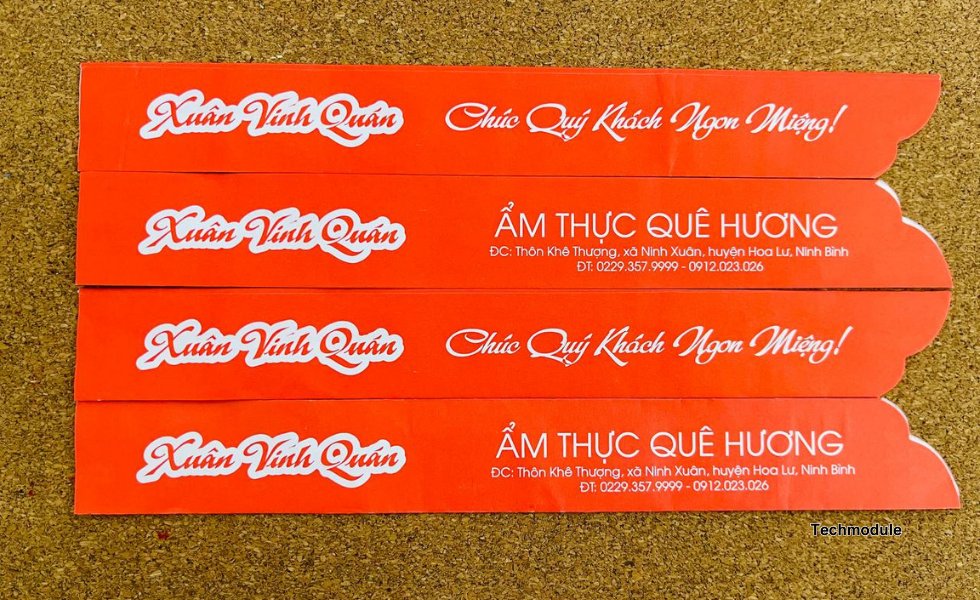 Xuân Vinh Quán
Chúc Quý Khách Ngon Miệng!
Xuân Vinh Quán
ẨM THỰC QUÊ HƯƠNG
ĐC: Thôn Khê Thượng, xã Ninh Xuân, huyện Hoa Lư, Ninh Bình
ĐT: 0229.357.9999 - 0912.023.026
Xuân Vinh Quán
Chúc Quý Khách Ngon Miệng!
Xuân Vinh Quán
ẨM THỰC QUÊ HƯƠNG
ĐC: Thôn Khê Thượng, xã Ninh Xuân, huyện Hoa Lư, Ninh Bình
ĐT: 0229.357.9999 - 0912.023.026
Techmodule